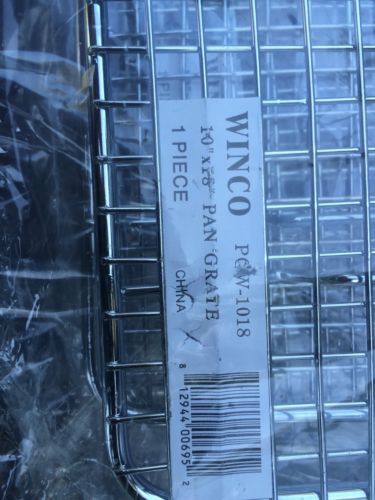 WINCO PGW-1018
10"x18" PAN GRATE
1 PIECE
CHINA
8 12944 00695 2